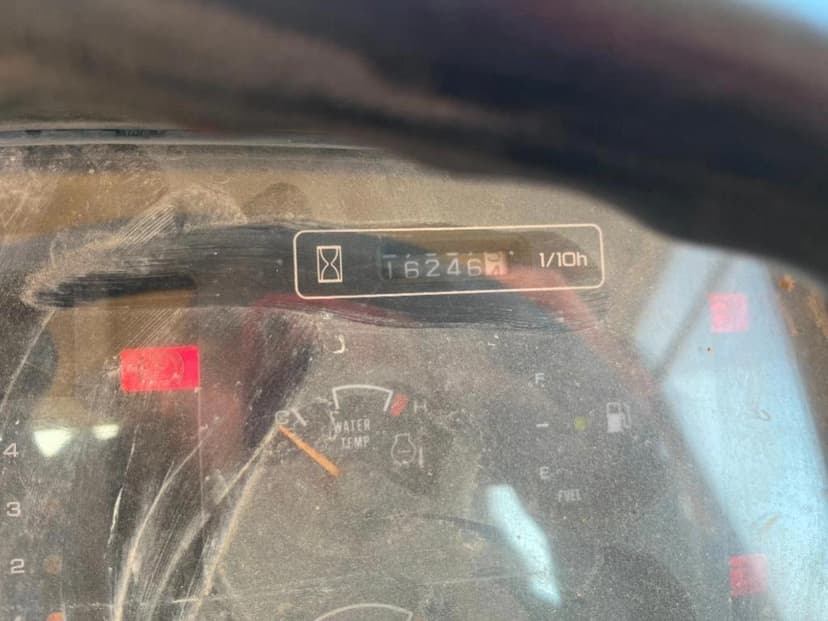 16246 1/10h
C H
WATER
TEMP
F
E
FUEL
4
3
2